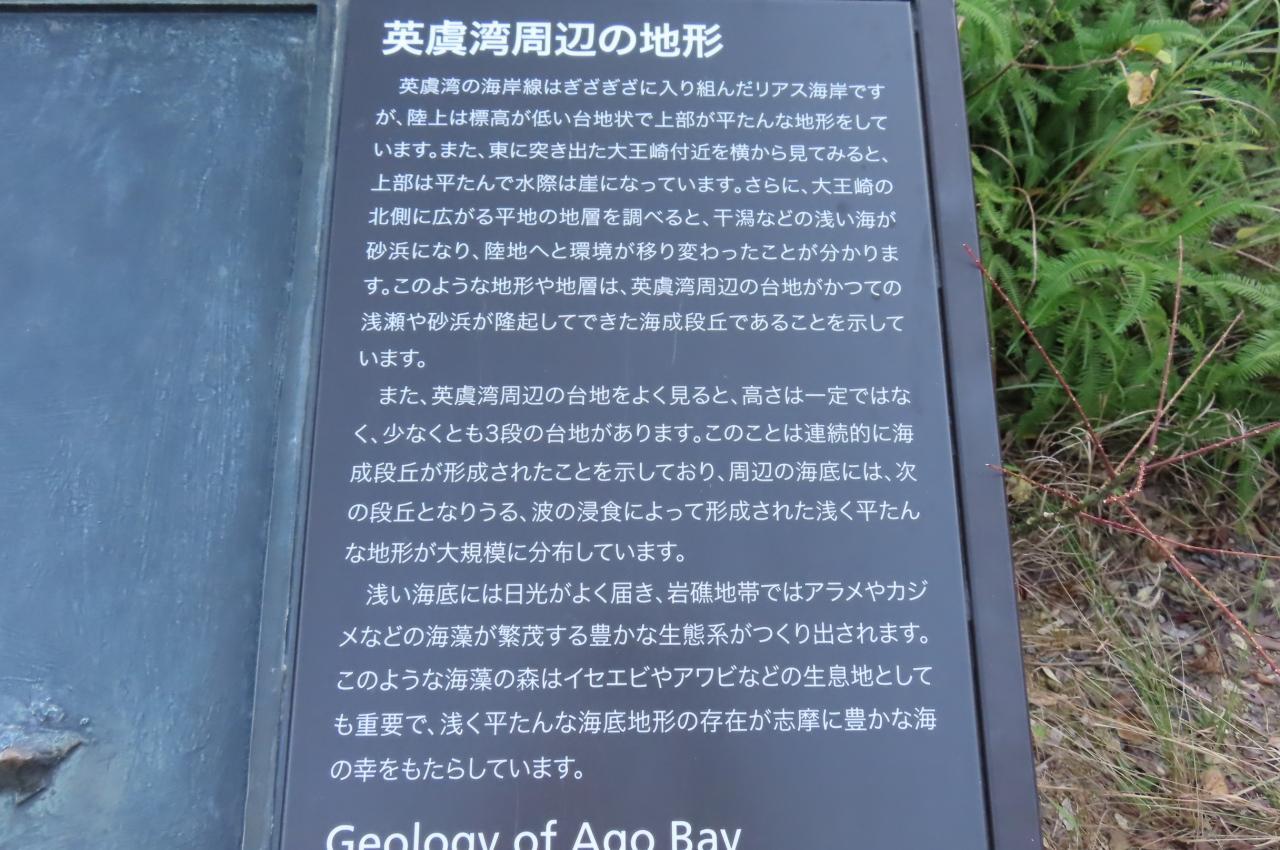 英虞湾周辺の地形
英虞湾の海岸線はぎざぎざに入り組んだリアス海岸です
が、陸上は標高が低い台地状で上部が平たんな地形をして
います。また、東に突き出た大王崎付近を横から見てみると、
上部は平たんで水際は崖になっています。さらに、大王崎の
北側に広がる平地の地層を調べると、干潟などの浅い海が
砂浜になり、陸地へと環境が移り変わったことが分かりま
す。このような地形や地層は、英虞湾周辺の台地がかつての
浅瀬や砂浜が隆起してできた海成段丘であることを示して
います。
また、英虞湾周辺の台地をよく見ると、高さは一定ではな
く、少なくとも3段の台地があります。このことは連続的に海
成段丘が形成されたことを示しており、周辺の海底には、次
の段丘となりうる、波の浸食によって形成された浅く平たん
な地形が大規模に分布しています。
浅い海底には日光がよく届き、岩礁地帯ではアラメやカジ
メなどの海藻が繁茂する豊かな生態系がつくり出されます。
このような海藻の森はイセエビやアワビなどの生息地として
も重要で、浅く平たんな海底地形の存在が志摩に豊かな海
の幸をもたらしています。
Geology of Ago Bay